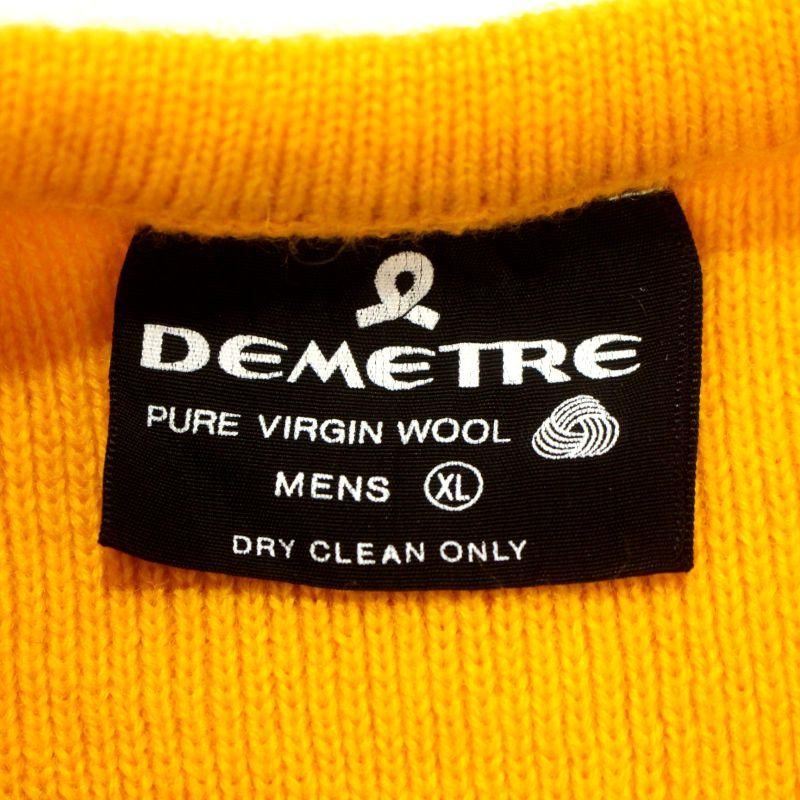 DEMETRE
PURE VIRGIN WOOL
MENS XL
DRY CLEAN ONLY